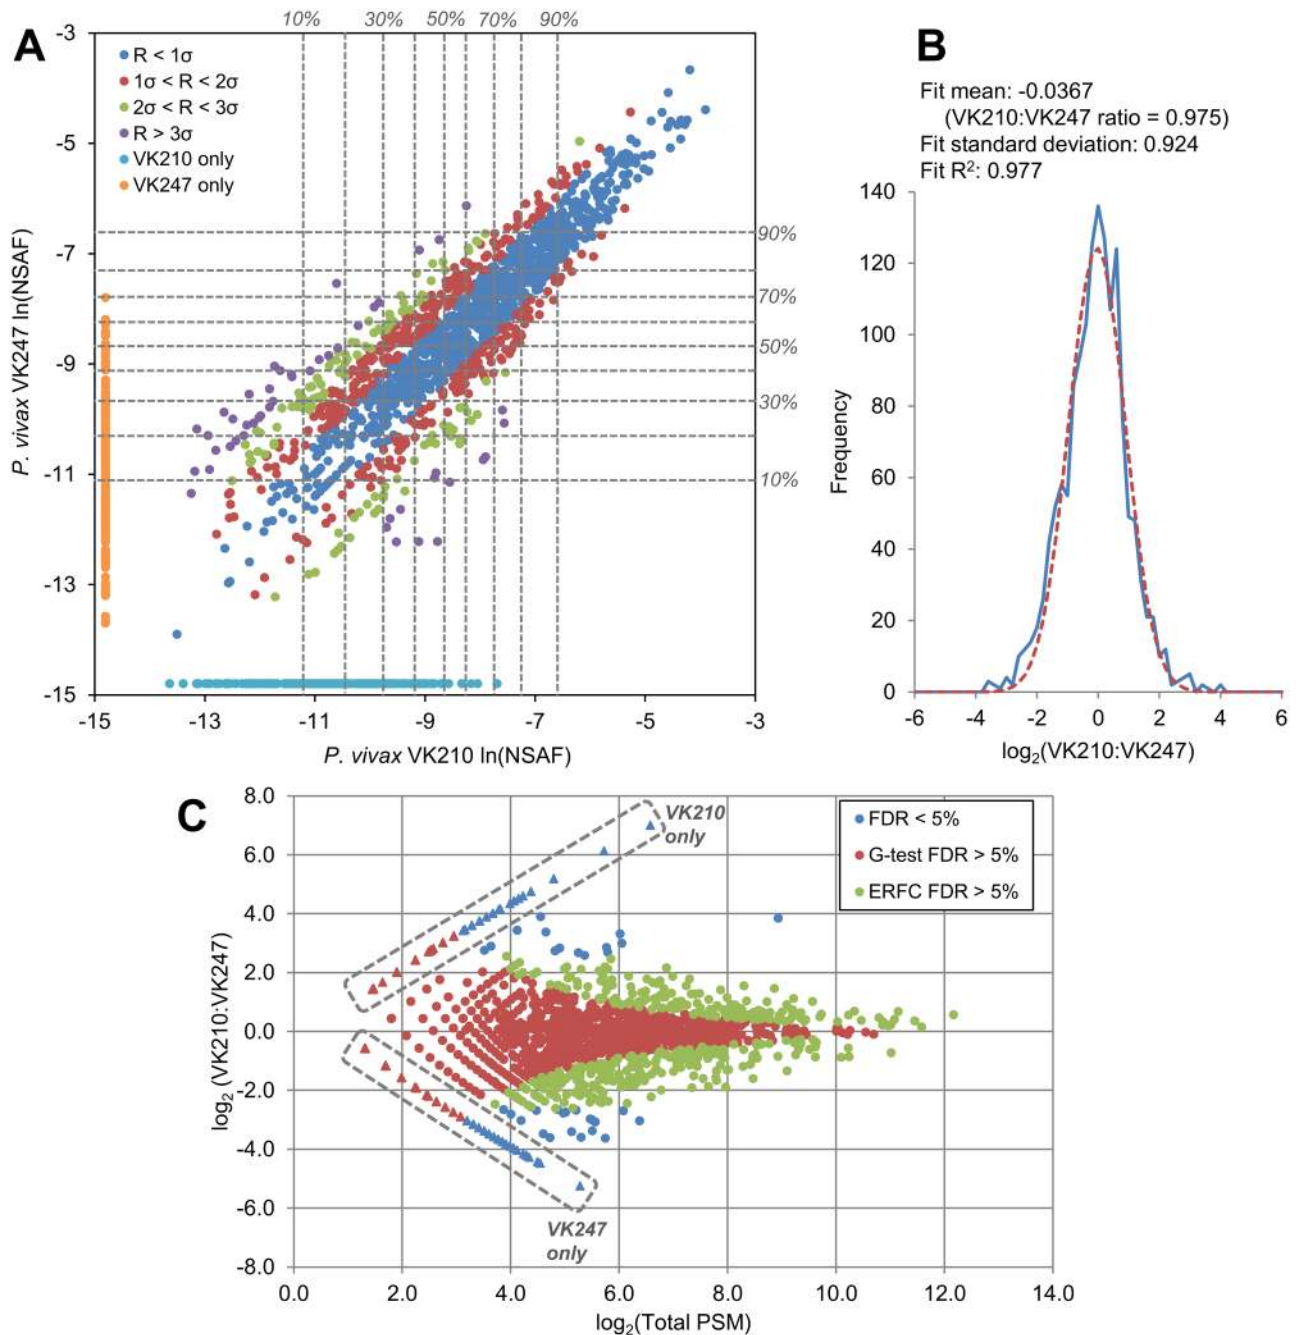 A
10% 30% 50% 70% 90%
-3
-5
-7
-9
-11
-13
-15
R < 1σ
1σ < R < 2σ
2σ < R < 3σ
R > 3σ
VK210 only
VK247 only
90%
70%
50%
30%
10%
P. vivax VK247 ln(NSAF)
-15 -13 -11 -9 -7 -5 -3
P. vivax VK210 ln(NSAF)
B
Fit mean: -0.0367
(VK210:VK247 ratio = 0.975)
Fit standard deviation: 0.924
Fit R²: 0.977
140
120
100
80
60
40
20
0
Frequency
-6 -4 -2 0 2 4 6
log₂(VK210:VK247)
C
8.0
6.0
4.0
2.0
0.0
-2.0
-4.0
-6.0
-8.0
log₂ (VK210:VK247)
VK210
only
FDR < 5%
G-test FDR > 5%
ERFC FDR > 5%
VK247
only
0.0 2.0 4.0 6.0 8.0 10.0 12.0 14.0
log₂(Total PSM)